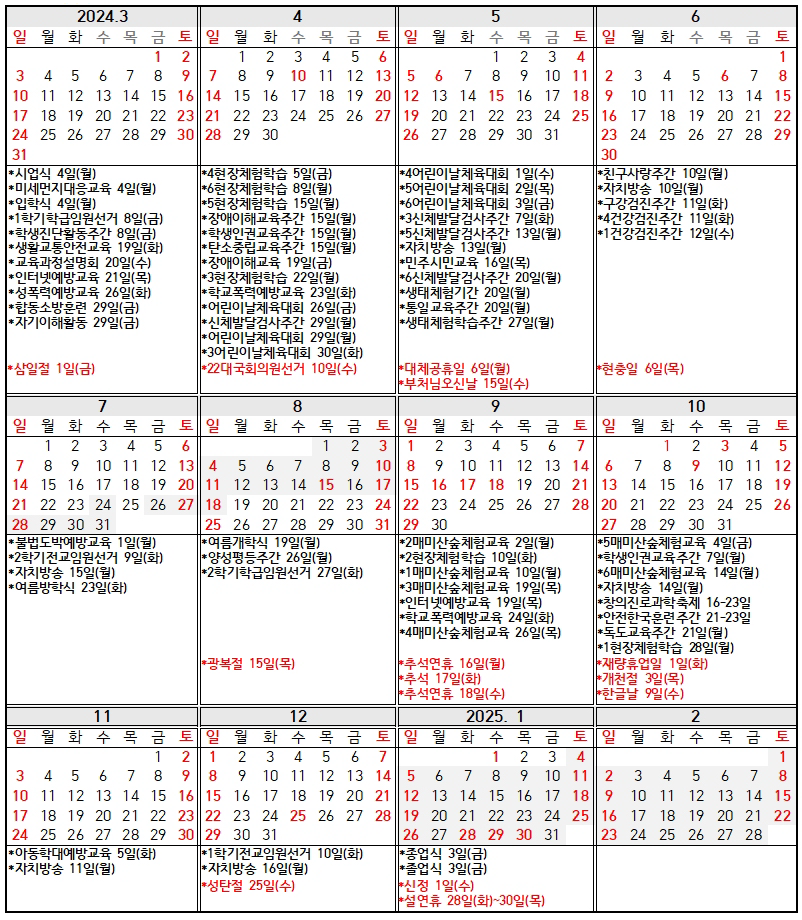 2024.3
일 월 화 수 목 금 토
1 2
3 4 5 6 7 8 9
10 11 12 13 14 15 16
17 18 19 20 21 22 23
24 25 26 27 28 29 30
31
*시업식 4일(월)
*미세먼지대응교육 4일(월)
*입학식 4일(월)
*1학기학급임원선거 8일(금)
*학생진단활동주간 8일(금)
*생활교통안전교육 19일(화)
*교육과정설명회 20일(수)
*인터넷예방교육 21일(목)
*성폭력예방교육 26일(화)
*합동소방훈련 29일(금)
*자기이해활동 29일(금)
*삼일절 1일(금)
4
일 월 화 수 목 금 토
1 2 3 4 5 6
7 8 9 10 11 12 13
14 15 16 17 18 19 20
21 22 23 24 25 26 27
28 29 30
*4현장체험학습 5일(금)
*6현장체험학습 8일(월)
*5현장체험학습 15일(월)
*장애이해교육주간 15일(월)
*학생인권교육주간 15일(월)
*탄소중립교육주간 15일(월)
*장애이해교육 19일(금)
*3현장체험학습 22일(월)
*학교폭력예방교육 23일(화)
*어린이날체육대회 26일(금)
*신체발달검사주간 29일(월)
*어린이날체육대회 29일(월)
*3어린이날체육대회 30일(화)
*22대국회의원선거 10일(수)
5
일 월 화 수 목 금 토
1 2 3 4
5 6 7 8 9 10 11
12 13 14 15 16 17 18
19 20 21 22 23 24 25
26 27 28 29 30 31
*4어린이날체육대회 1일(수)
*5어린이날체육대회 2일(목)
*6어린이날체육대회 3일(금)
*3신체발달검사주간 7일(화)
*5신체발달검사주간 13일(월)
*자치방송 13일(월)
*민주시민교육 16일(목)
*6신체발달검사주간 20일(월)
*생태체험기간 20일(월)
*통일교육주간 20일(월)
*생태체험학습주간 27일(월)
*대체공휴일 6일(월)
*부처님오신날 15일(수)
6
일 월 화 수 목 금 토
1
2 3 4 5 6 7 8
9 10 11 12 13 14 15
16 17 18 19 20 21 22
23 24 25 26 27 28 29
30
*친구사랑주간 10일(월)
*자치방송 10일(월)
*구강검진주간 11일(화)
*4건강검진주간 11일(화)
*1건강검진주간 12일(수)
*현충일 6일(목)
7
일 월 화 수 목 금 토
1 2 3 4 5 6
7 8 9 10 11 12 13
14 15 16 17 18 19 20
21 22 23 24 25 26 27
28 29 30 31
*불법도박예방교육 1일(월)
*2학기전교임원선거 9일(화)
*자치방송 15일(월)
*여름방학식 23일(화)
8
일 월 화 수 목 금 토
1 2 3
4 5 6 7 8 9 10
11 12 13 14 15 16 17
18 19 20 21 22 23 24
25 26 27 28 29 30 31
*여름개학식 19일(월)
*양성평등주간 26일(월)
*2학기학급임원선거 27일(화)
*광복절 15일(목)
9
일 월 화 수 목 금 토
1 2 3 4 5 6 7
8 9 10 11 12 13 14
15 16 17 18 19 20 21
22 23 24 25 26 27 28
29 30
*2매미산숲체험교육 2일(월)
*2현장체험학습 10일(화)
*1매미산숲체험교육 10일(월)
*3매미산숲체험교육 19일(목)
*인터넷예방교육 19일(목)
*학교폭력예방교육 24일(화)
*4매미산숲체험교육 26일(목)
*추석연휴 16일(월)
*추석 17일(화)
*추석연휴 18일(수)
10
일 월 화 수 목 금 토
1 2 3 4 5
6 7 8 9 10 11 12
13 14 15 16 17 18 19
20 21 22 23 24 25 26
27 28 29 30 31
*5매미산숲체험교육 4일(금)
*학생인권교육주간 7일(월)
*6매미산숲체험교육 14일(월)
*자치방송 14일(월)
*창의진로과학축제 16-23일
*안전한국훈련주간 21-23일
*독도교육주간 21일(월)
*1현장체험학습 28일(월)
*재량휴업일 1일(화)
*개천절 3일(목)
*한글날 9일(수)
11
일 월 화 수 목 금 토
1 2
3 4 5 6 7 8 9
10 11 12 13 14 15 16
17 18 19 20 21 22 23
24 25 26 27 28 29 30
*아동학대예방교육 5일(화)
*자치방송 11일(월)
12
일 월 화 수 목 금 토
1 2 3 4 5 6 7
8 9 10 11 12 13 14
15 16 17 18 19 20 21
22 23 24 25 26 27 28
29 30 31
*1학기전교임원선거 10일(화)
*자치방송 16일(월)
*성탄절 25일(수)
2025. 1
일 월 화 수 목 금 토
1 2 3 4
5 6 7 8 9 10 11
12 13 14 15 16 17 18
19 20 21 22 23 24 25
26 27 28 29 30 31
*종업식 3일(금)
*졸업식 3일(금)
*신정 1일(수)
*설연휴 28일(화)~30일(목)
2
일 월 화 수 목 금 토
1
2 3 4 5 6 7 8
9 10 11 12 13 14 15
16 17 18 19 20 21 22
23 24 25 26 27 28